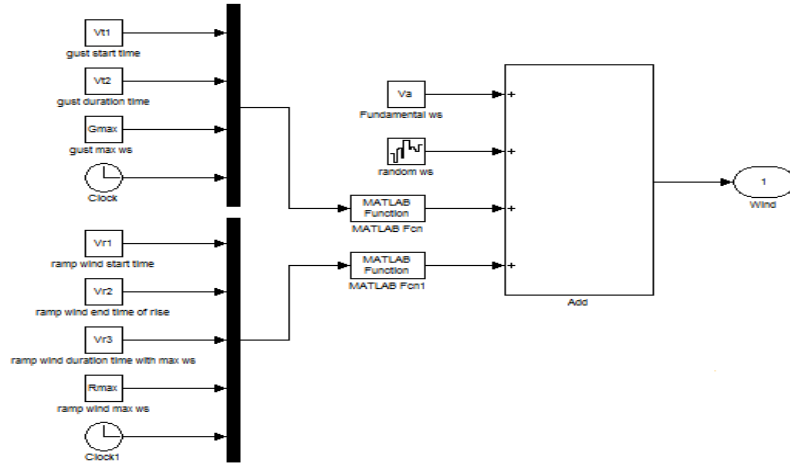 Vt1
gust start time
Vt2
gust duration time
Gmax
gust max ws
Clock
Vr1
ramp wind start time
Vr2
ramp wind end time of rise
Vr3
ramp wind duration time with max ws
Rmax
ramp wind max ws
Clock1
Va
Fundamental ws
random ws
MATLAB
Function
MATLAB Fcn
MATLAB
Function
MATLAB Fcn1
+
+
+
+
Add
1
Wind